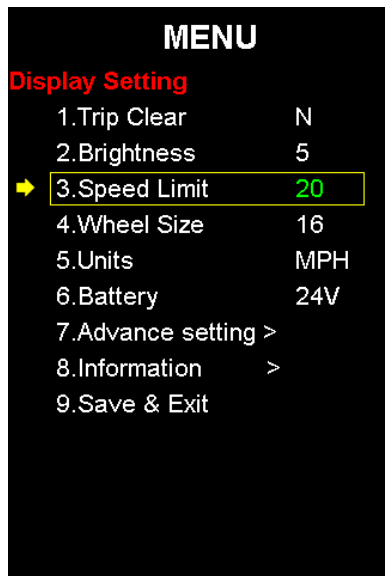 MENU
Display Setting
1.Trip Clear N
2.Brightness 5
3.Speed Limit 20
4.Wheel Size 16
5.Units MPH
6.Battery 24V
7.Advance setting >
8.Information >
9.Save & Exit